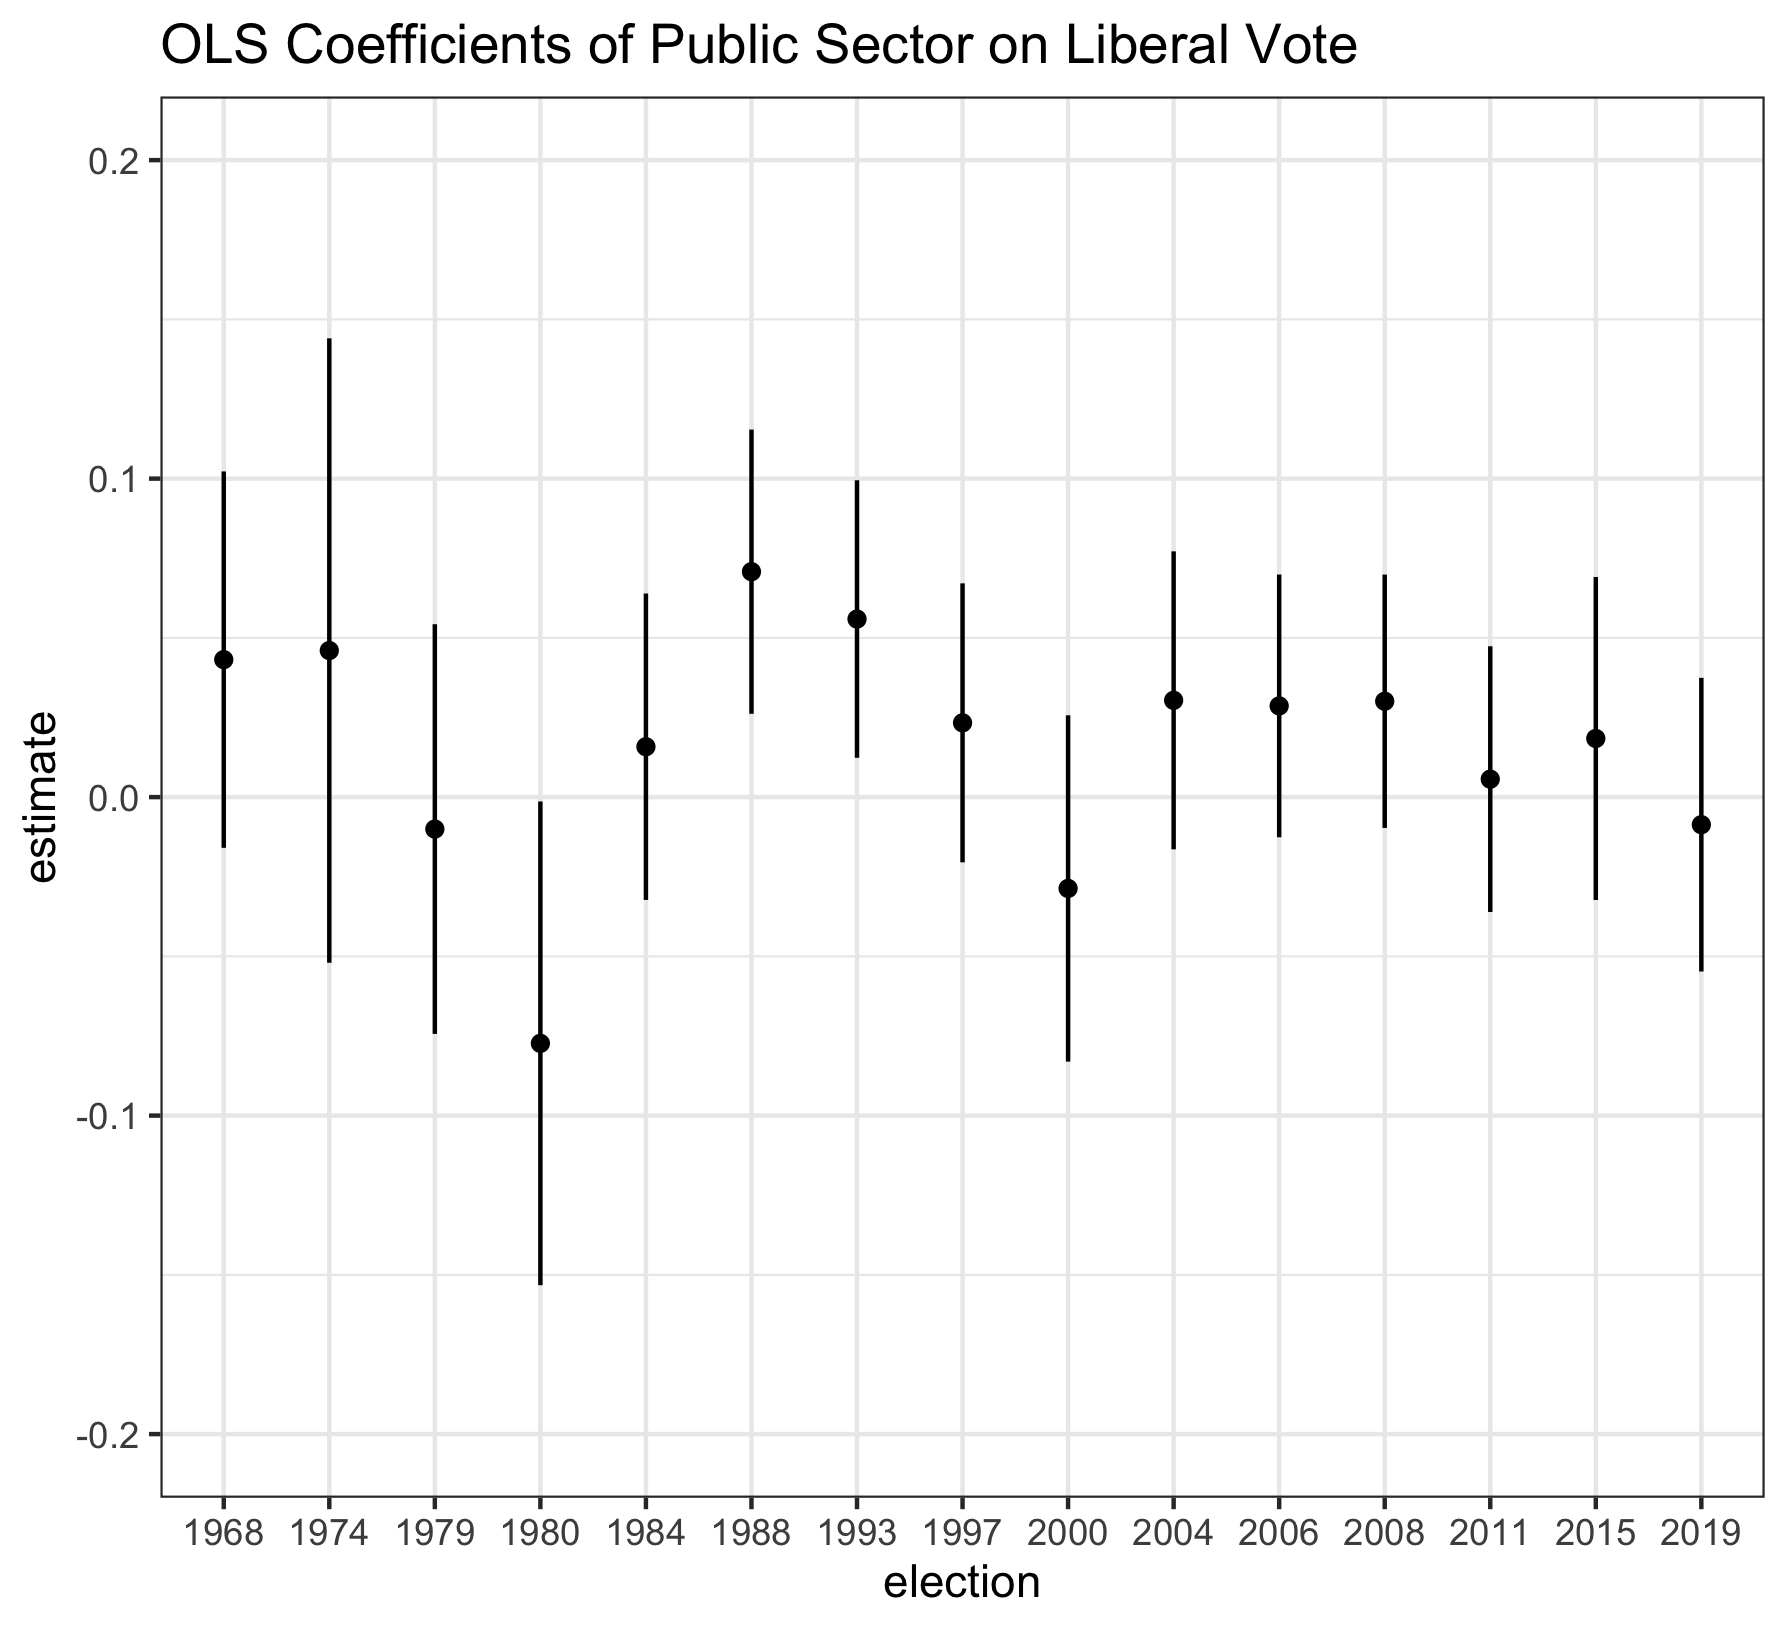 OLS Coefficients of Public Sector on Liberal Vote
0.2
0.1
0.0
-0.1
-0.2
estimate
1968 1974 1979 1980 1984 1988 1993 1997 2000 2004 2006 2008 2011 2015 2019
election